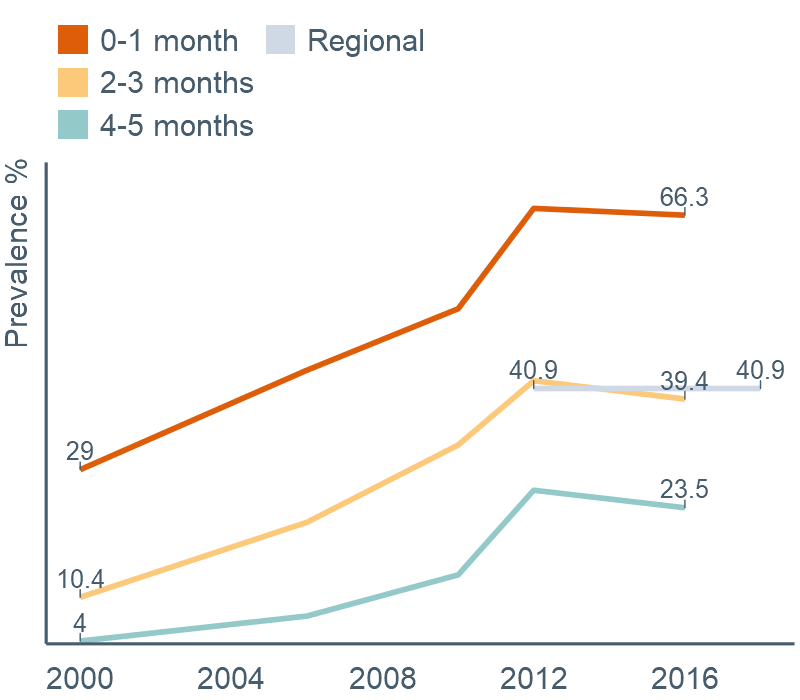 0-1 month
Regional
2-3 months
4-5 months
Prevalence %
66.3
40.9
39.4
40.9
29
23.5
10.4
4
2000 2004 2008 2012 2016